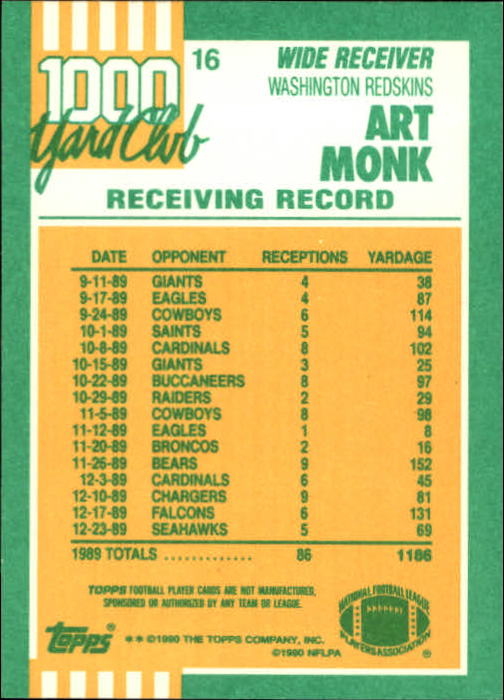 1000
Yard Club
16
WIDE RECEIVER
WASHINGTON REDSKINS
ART
MONK
RECEIVING RECORD
DATE OPPONENT RECEPTIONS YARDAGE
9-11-89 GIANTS 4 38
9-17-89 EAGLES 4 87
9-24-89 COWBOYS 6 114
10-1-89 SAINTS 5 94
10-8-89 CARDINALS 8 102
10-15-89 GIANTS 3 25
10-22-89 BUCCANEERS 8 97
10-29-89 RAIDERS 2 29
11-5-89 COWBOYS 8 98
11-12-89 EAGLES 1 8
11-20-89 BRONCOS 2 16
11-26-89 BEARS 9 152
12-3-89 CARDINALS 6 45
12-10-89 CHARGERS 9 81
12-17-89 FALCONS 6 131
12-23-89 SEAHAWKS 5 69
1989 TOTALS .............. 86 1186
TOPPS FOOTBALL PLAYER CARDS ARE NOT MANUFACTURED,
SPONSORED OR AUTHORIZED BY ANY TEAM OR LEAGUE.
NATIONAL FOOTBALL LEAGUE
PLAYERS ASSOCIATION
®
topps®
**©1990 THE TOPPS COMPANY, INC.
©1990 NFLPA